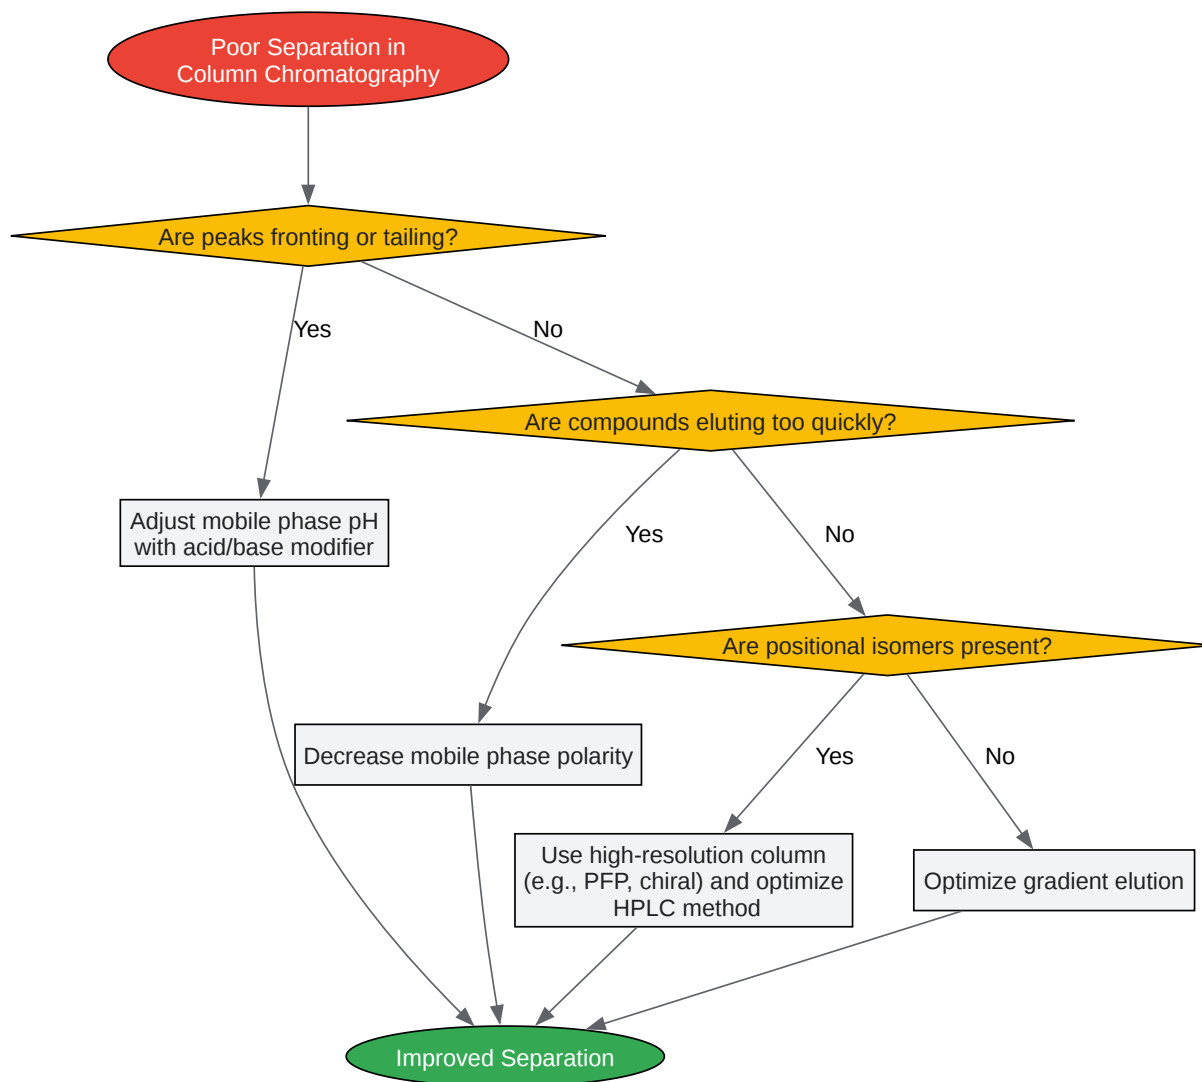 Poor Separation in
Column Chromatography
Are peaks fronting or tailing?
Yes
No
Are compounds eluting too quickly?
Adjust mobile phase pH
with acid/base modifier
Yes
No
Are positional isomers present?
Decrease mobile phase polarity
Yes
No
Use high-resolution column
(e.g., PFP, chiral) and optimize
HPLC method
Optimize gradient elution
Improved Separation